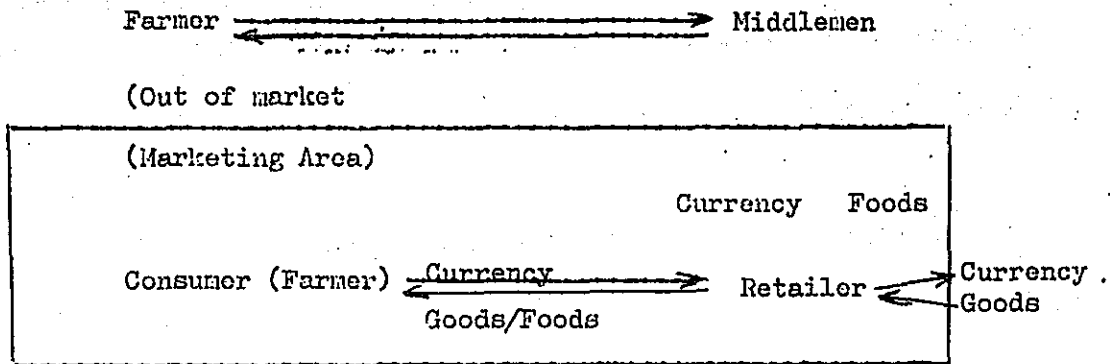 Farmer Middlemen
(Out of market
(Marketing Area)
Currency Foods
Consumer (Farmer) Currency Retailer Currency .
Goods/Foods Goods